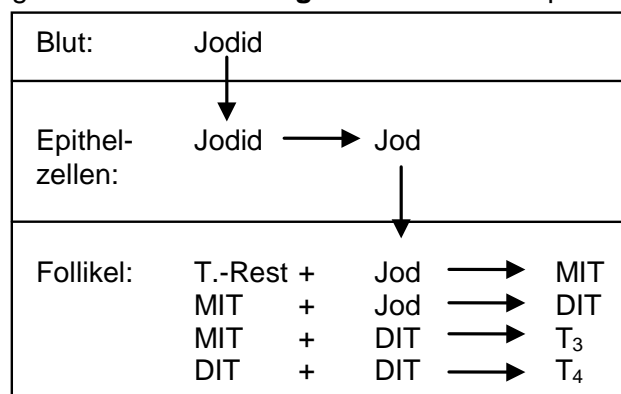 Blut: Jodid
Epithel- Jodid Jod
zellen:
Follikel: T.-Rest + Jod MIT
MIT + Jod DIT
MIT + DIT T₃
DIT + DIT T₄